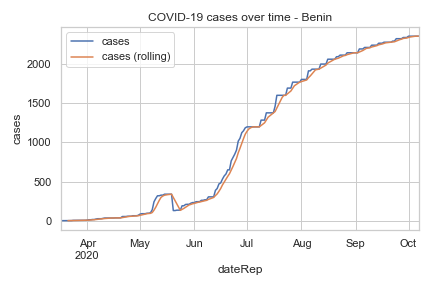 COVID-19 cases over time - Benin
cases
cases (rolling)
2000
1500
1000
500
0
cases
Apr
2020
May
Jun
Jul
Aug
Sep
Oct
dateRep